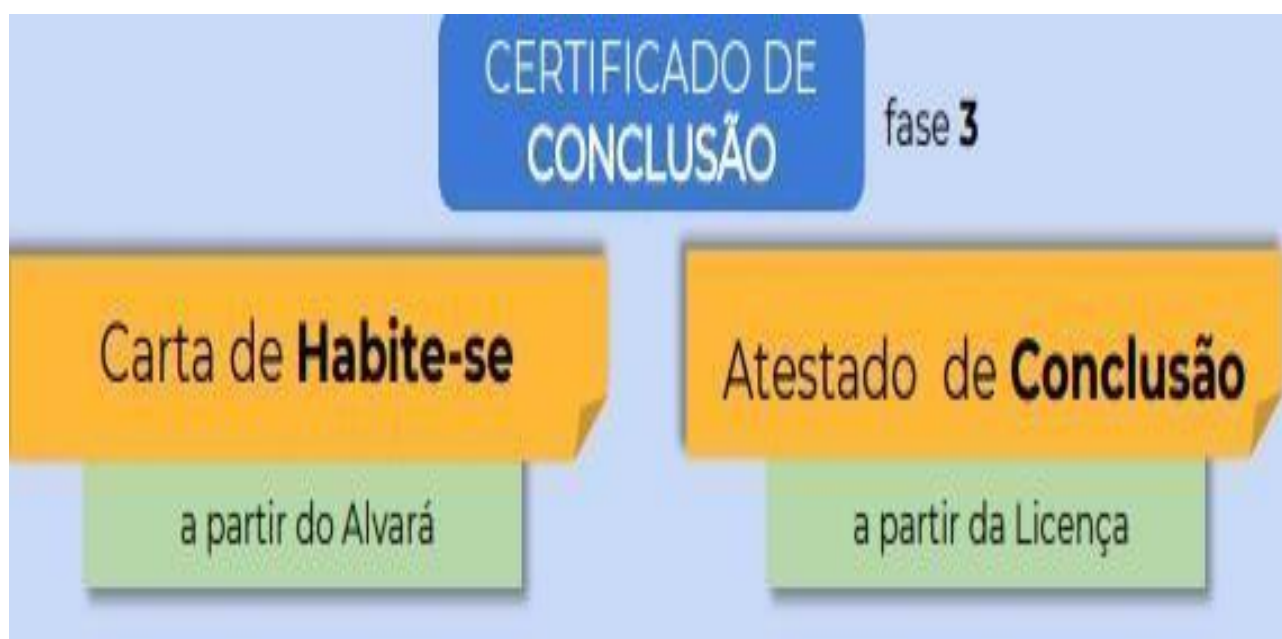 CERTIFICADO DE
CONCLUSÃO
fase 3
Carta de Habite-se
a partir do Alvará
Atestado de Conclusão
a partir da Licença